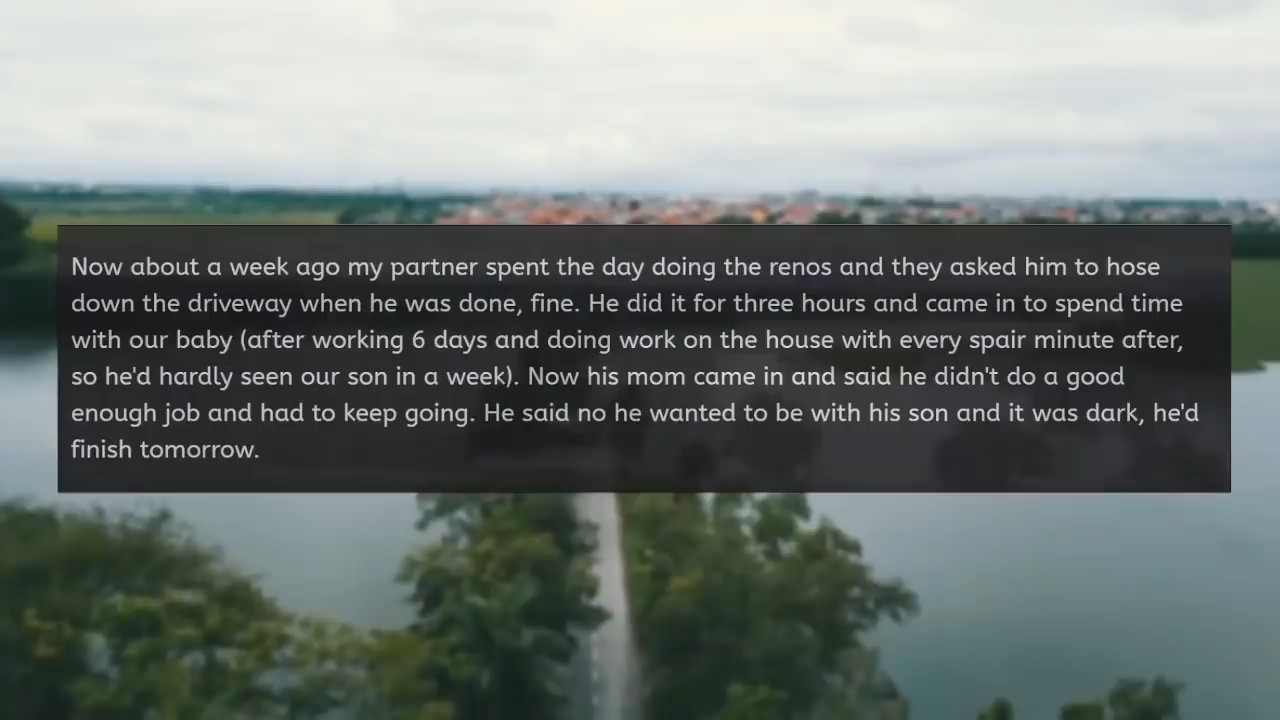 Now about a week ago my partner spent the day doing the renos and they asked him to hose
down the driveway when he was done, fine. He did it for three hours and came in to spend time
with our baby (after working 6 days and doing work on the house with every spair minute after,
so he'd hardly seen our son in a week). Now his mom came in and said he didn't do a good
enough job and had to keep going. He said no he wanted to be with his son and it was dark, he'd
finish tomorrow.